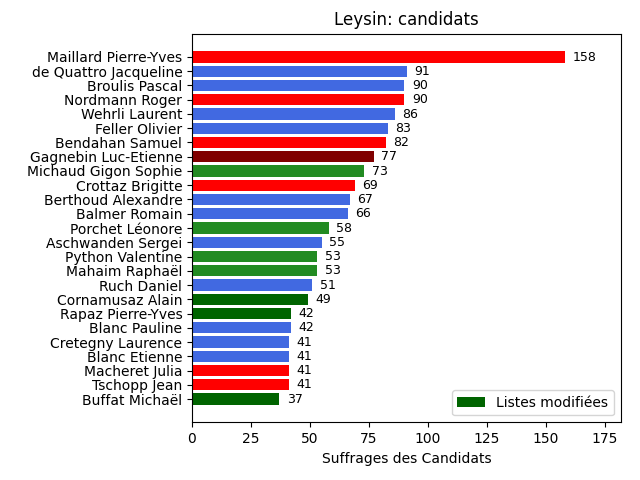 Leysin: candidats
Maillard Pierre-Yves 158
de Quattro Jacqueline 91
Broulis Pascal 90
Nordmann Roger 90
Wehrli Laurent 86
Feller Olivier 83
Bendahan Samuel 82
Gagnebin Luc-Etienne 77
Michaud Gigon Sophie 73
Crottaz Brigitte 69
Berthoud Alexandre 67
Balmer Romain 66
Porchet Léonore 58
Aschwanden Sergei 55
Python Valentine 53
Mahaim Raphaël 53
Ruch Daniel 51
Cornamusaz Alain 49
Rapaz Pierre-Yves 42
Blanc Pauline 42
Cretegny Laurence 41
Blanc Etienne 41
Macheret Julia 41
Tschopp Jean 41
Buffat Michaël 37
Listes modifiées
0 25 50 75 100 125 150 175
Suffrages des Candidats